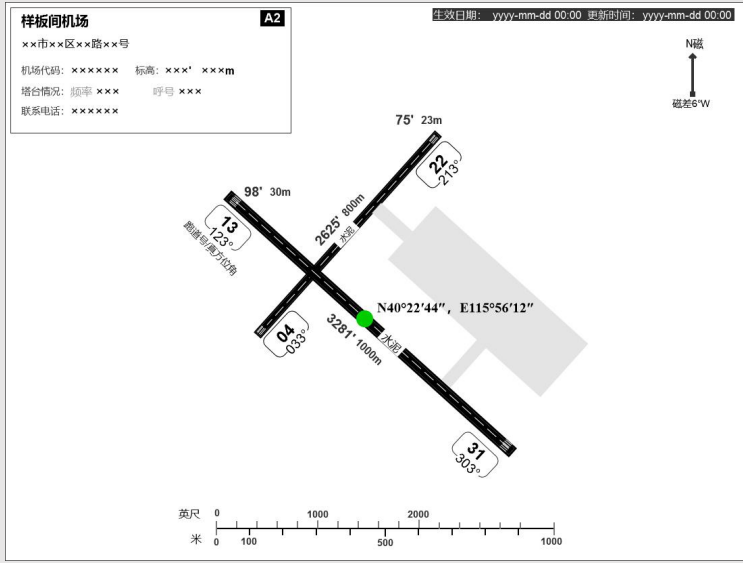 样板间机场
A2
××市××区××路××号
机场代码：×××××× 标高：×××' ×××m
塔台情况：频率 ××× 呼号 ×××
联系电话：××××××
生效日期： yyyy-mm-dd 00:00 更新时间：yyyy-mm-dd 00:00
N磁
磁差6°W
75' 23m
22
213°
98' 30m
13
123°
跑道号/真方位角
2625' 800m
水泥
N40°22′44″，E115°56′12″
04
033°
3281' 1000m
水泥
31
303°
英尺 0 1000 2000
米 0 100 500 1000